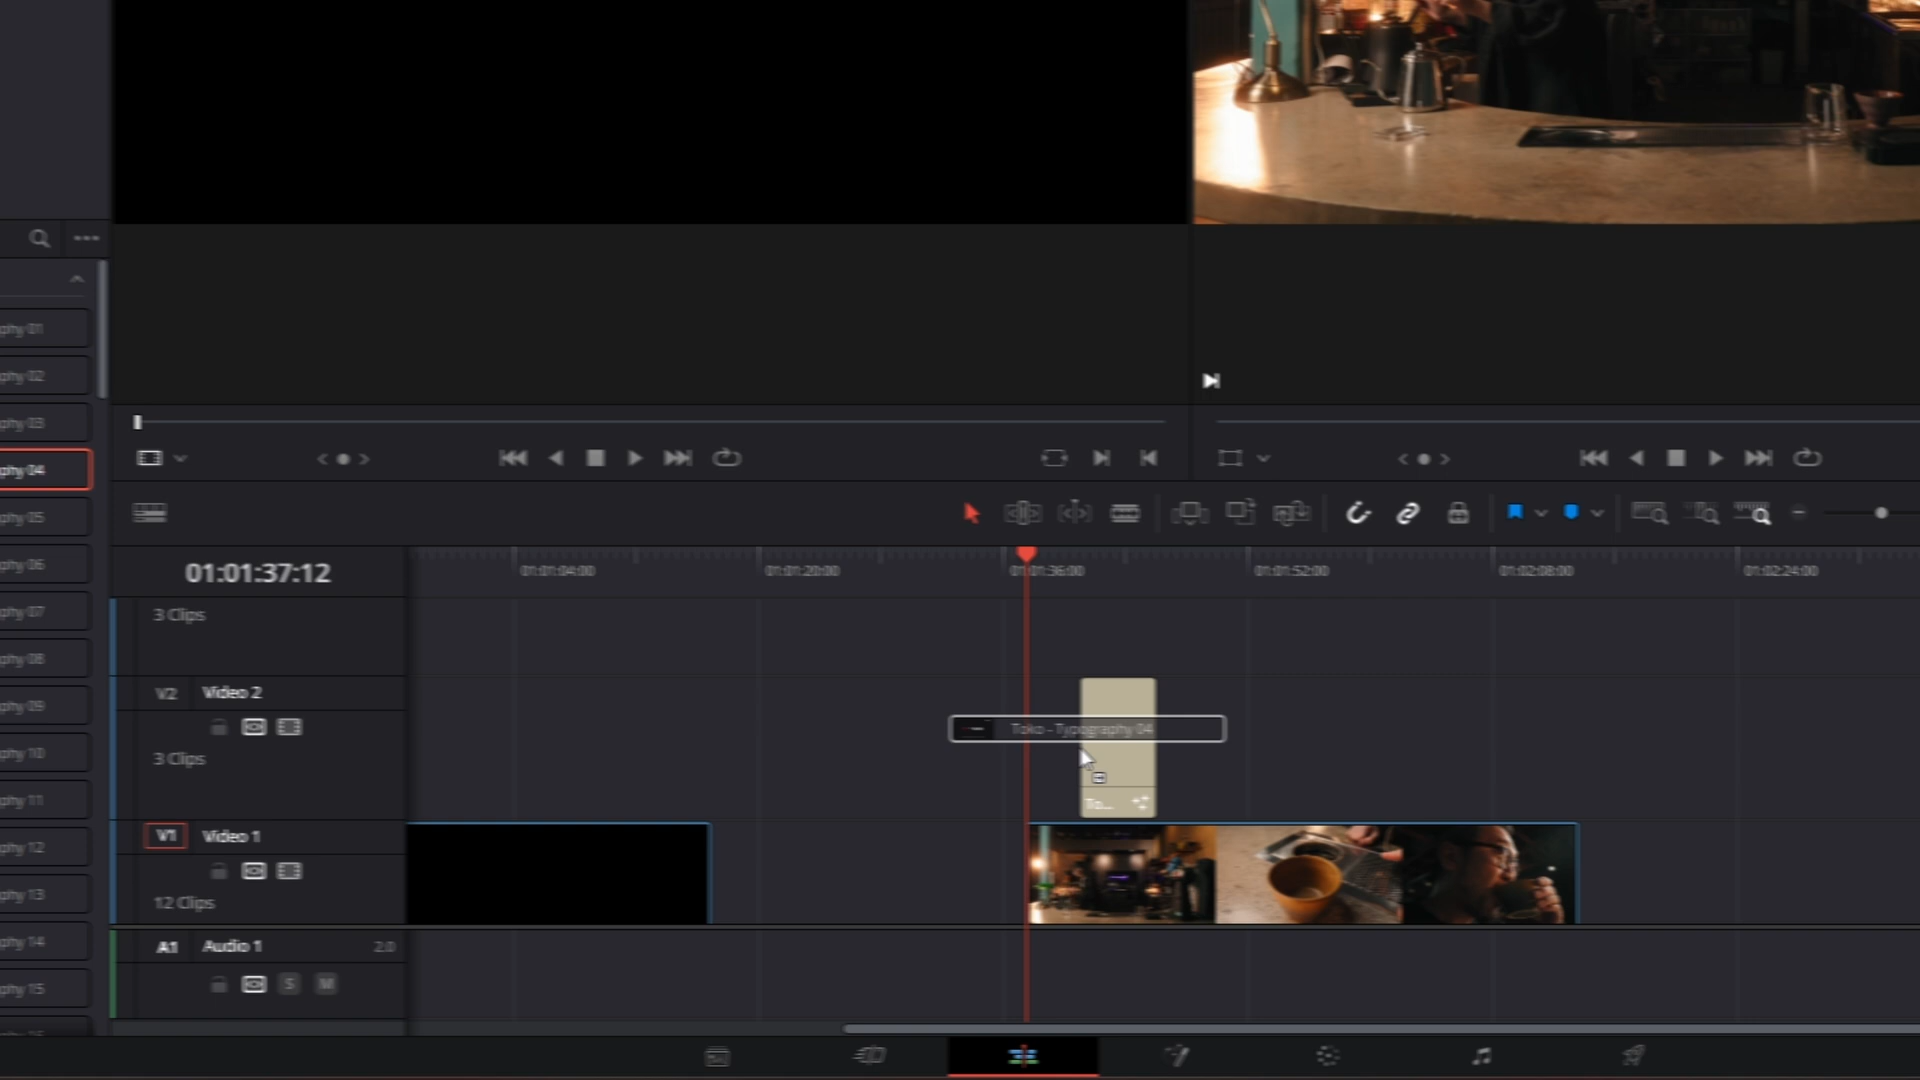 phy 01
phy 02
phy 03
phy 04
phy 05
phy 06
phy 07
phy 08
phy 09
phy 10
phy 11
phy 12
phy 13
phy 14
phy 15
01:01:37:12
01:01:04:00
01:01:20:00
01:01:36:00
01:01:52:00
01:02:08:00
01:02:24:00
3 Clips
V2 Video 2
3 Clips
Toko - Typography 04
To...
V1 Video 1
12 Clips
A1 Audio 1 2.0
S M